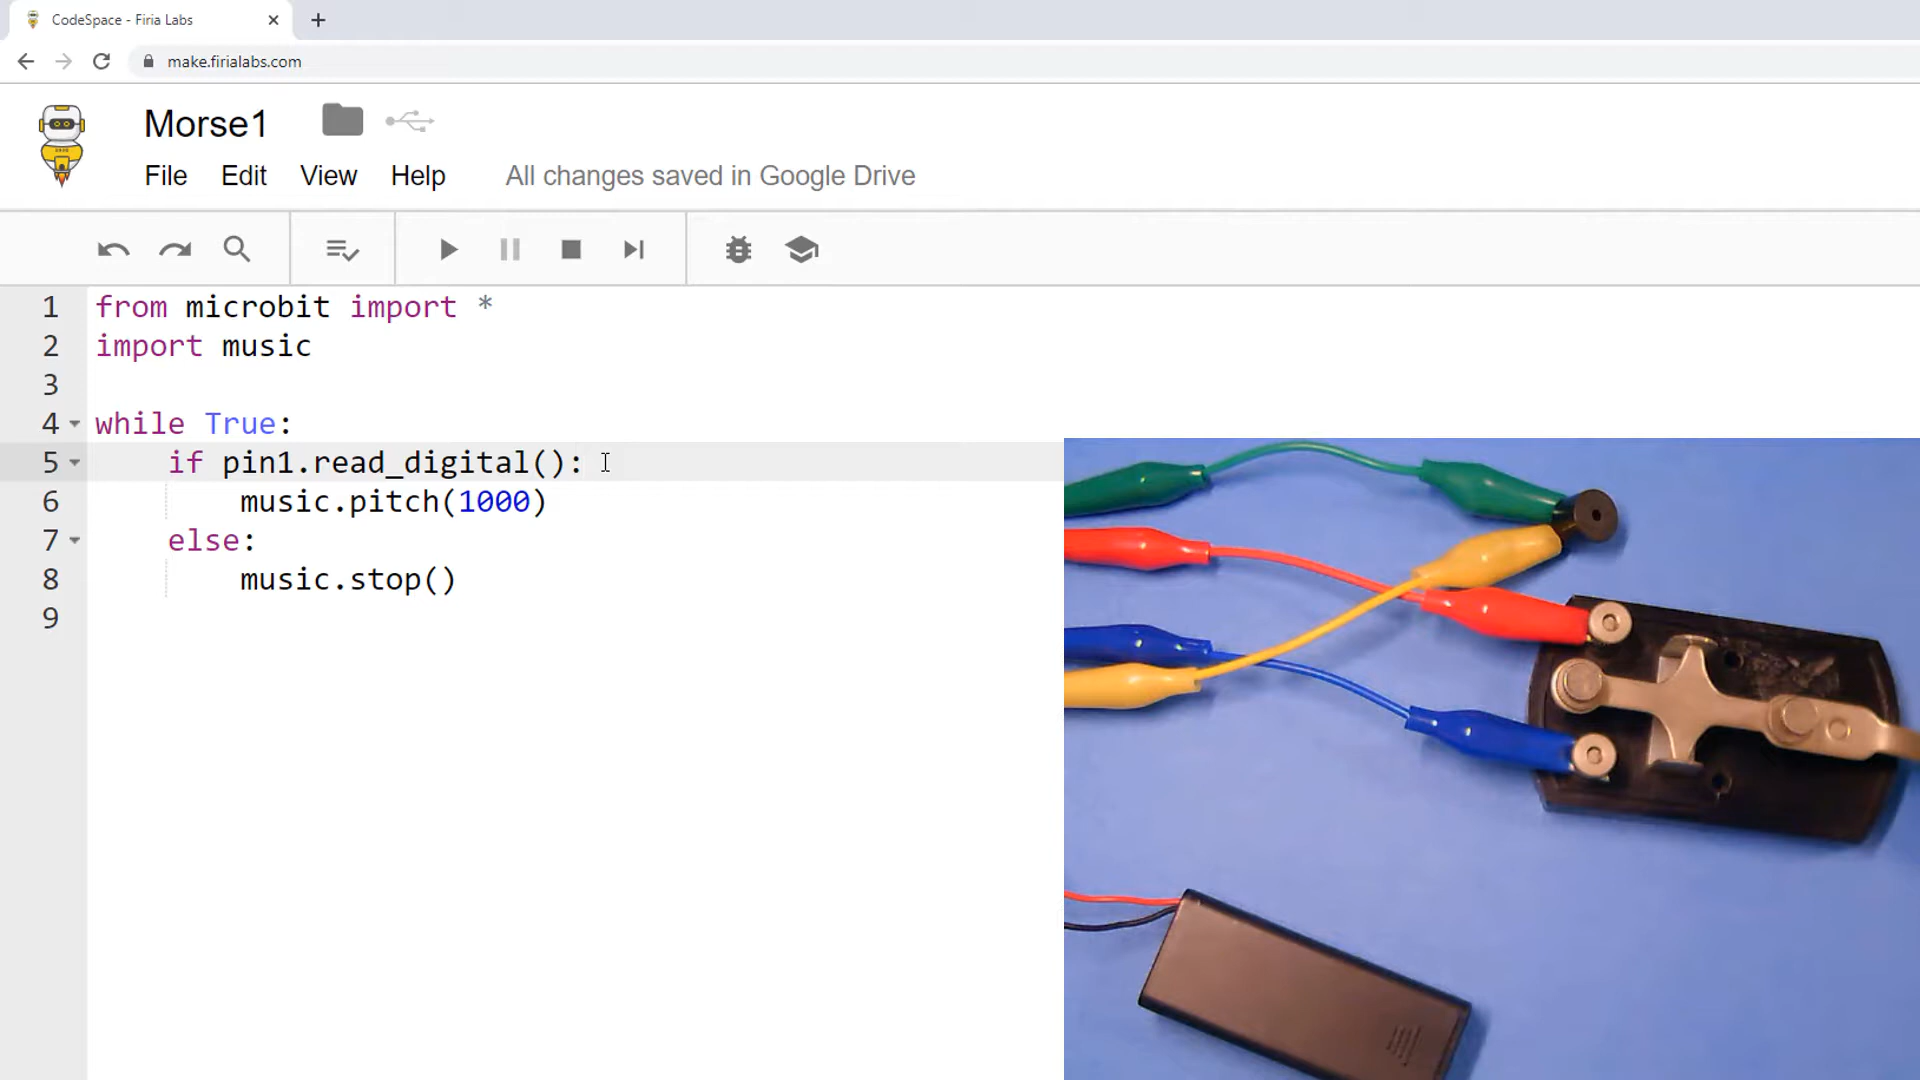 CodeSpace - Firia Labs
make.firialabs.com
Morse1
File Edit View Help All changes saved in Google Drive
1 from microbit import *
2 import music
3
4 while True:
5 if pin1.read_digital():
6 music.pitch(1000)
7 else:
8 music.stop()
9